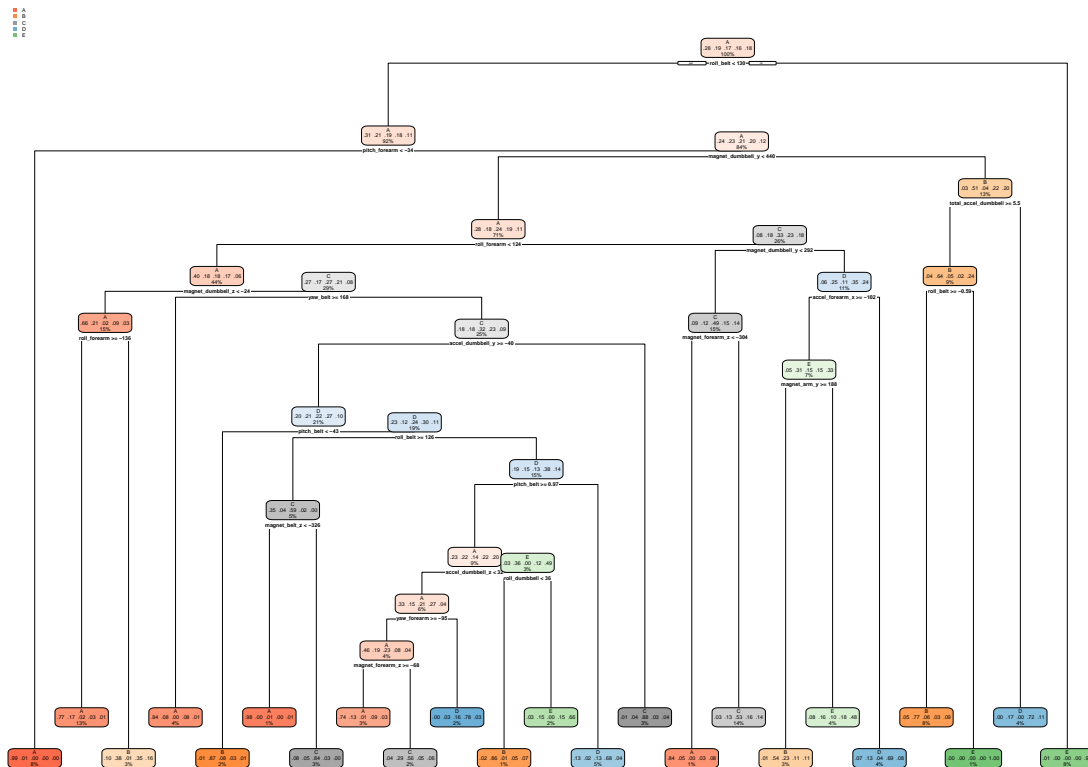 A
B
C
D
E
A
.28 .19 .17 .16 .18
100%
roll_belt < 130
A
.31 .21 .19 .18 .11
92%
pitch_forearm < −34
A
.24 .23 .21 .20 .12
84%
magnet_dumbbell_y < 440
B
.03 .51 .04 .22 .20
13%
total_accel_dumbbell >= 5.5
A
.28 .18 .24 .19 .11
71%
roll_forearm < 124
C
.08 .18 .33 .23 .18
26%
magnet_dumbbell_y < 292
A
.40 .18 .18 .17 .06
44%
magnet_dumbbell_z < −24
C
.27 .17 .27 .21 .08
29%
yaw_belt >= 168
D
.06 .25 .11 .35 .24
11%
accel_forearm_x >= −102
B
.04 .64 .05 .02 .24
9%
roll_belt >= −0.59
A
.66 .21 .02 .09 .03
15%
roll_forearm >= −136
C
.18 .18 .32 .23 .09
25%
accel_dumbbell_y >= −40
C
.09 .12 .49 .15 .14
15%
magnet_forearm_z < −304
E
.05 .31 .15 .15 .33
7%
magnet_arm_y >= 188
D
.20 .21 .22 .27 .10
21%
pitch_belt < −43
D
.23 .12 .24 .30 .11
19%
roll_belt >= 126
D
.19 .15 .13 .38 .14
15%
pitch_belt >= 0.97
C
.35 .04 .59 .02 .00
5%
magnet_belt_z < −326
A
.23 .22 .14 .22 .20
9%
accel_dumbbell_z < 32
E
.03 .36 .00 .12 .49
3%
roll_dumbbell < 36
A
.33 .15 .21 .27 .04
6%
yaw_forearm >= −95
A
.46 .19 .23 .08 .04
4%
magnet_forearm_z >= −68
A
.77 .17 .02 .03 .01
13%
A
.84 .08 .00 .08 .01
4%
A
.98 .00 .01 .00 .01
1%
A
.74 .13 .01 .09 .03
3%
D
.00 .03 .16 .78 .03
2%
E
.03 .15 .00 .15 .66
2%
C
.01 .04 .88 .03 .04
3%
C
.03 .13 .53 .16 .14
14%
E
.08 .16 .10 .18 .48
4%
B
.05 .77 .06 .03 .09
8%
D
.00 .17 .00 .72 .11
4%
A
.99 .01 .00 .00 .00
8%
B
.10 .38 .01 .35 .16
3%
B
.01 .87 .08 .03 .01
2%
C
.08 .05 .84 .03 .00
3%
C
.04 .29 .56 .05 .06
2%
B
.02 .86 .01 .05 .07
1%
D
.13 .02 .13 .68 .04
5%
A
.84 .05 .00 .03 .08
1%
B
.01 .54 .23 .11 .11
3%
D
.07 .13 .04 .69 .08
4%
E
.00 .00 .00 .00 1.00
1%
E
.01 .00 .00 .00
8%